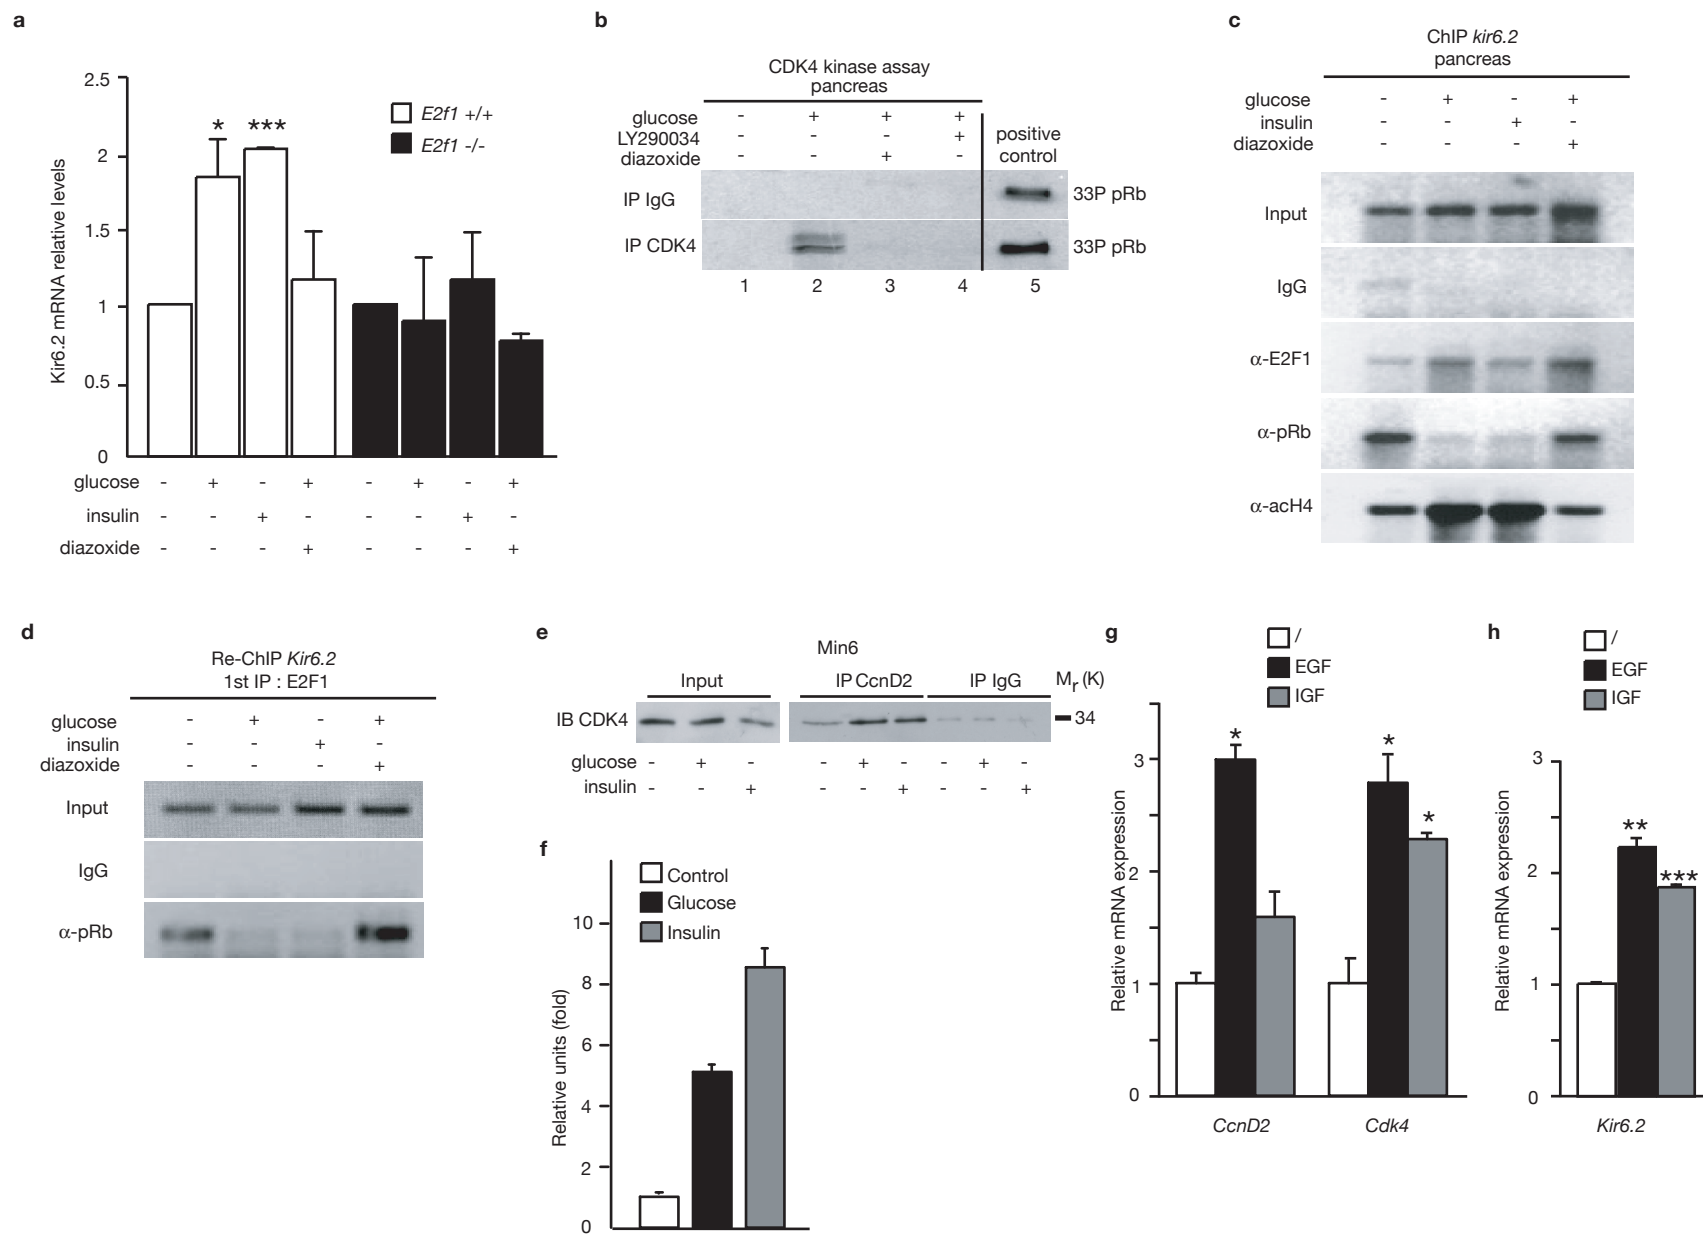 a
2.5
2
1.5
1
0.5
0
Kir6.2 mRNA relative levels
* ***
E2f1 +/+
E2f1 -/-
glucose - + - + - + - +
insulin - - + - - - + -
diazoxide - - - + - - - +
b
CDK4 kinase assay
pancreas
glucose - + + +
LY290034 - - - +
diazoxide - - + -
positive
control
IP IgG
33P pRb
IP CDK4
33P pRb
1 2 3 4 5
c
ChIP kir6.2
pancreas
glucose - + - +
insulin - - + -
diazoxide - - - +
Input
IgG
α-E2F1
α-pRb
α-acH4
d
Re-ChIP Kir6.2
1st IP : E2F1
glucose - + - +
insulin - - + -
diazoxide - - - +
Input
IgG
α-pRb
e
Min6
Input IP CcnD2 IP IgG Mr (K)
IB CDK4
34
glucose - + - - + - - + -
insulin - - + - - + - - +
f
Control
Glucose
Insulin
10
8
6
4
2
0
Relative units (fold)
g
/
EGF
IGF
3
2
1
0
Relative mRNA expression
* * *
CcnD2 Cdk4
h
/
EGF
IGF
3
2
1
0
Relative mRNA expression
** ***
Kir6.2